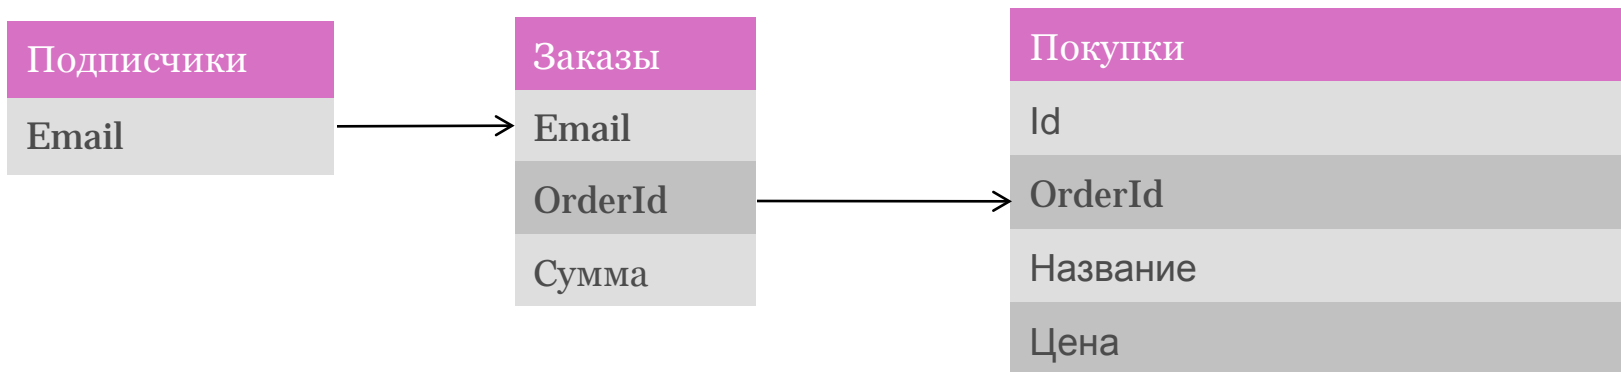 Подписчики
Email
Заказы
Email
OrderId
Сумма
Покупки
Id
OrderId
Название
Цена